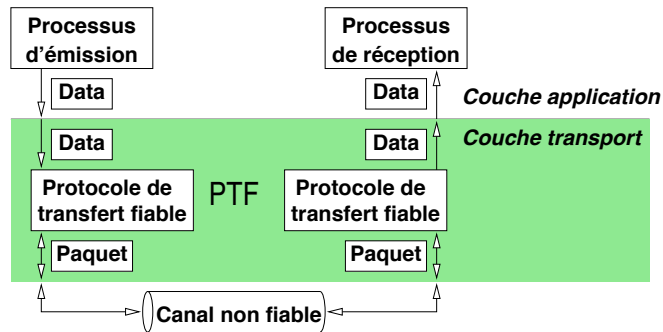 Processus
d'émission
Processus
de réception
Data
Data
Couche application
Data
Data
Couche transport
Protocole de
transfert fiable
PTF
Protocole de
transfert fiable
Paquet
Paquet
Canal non fiable